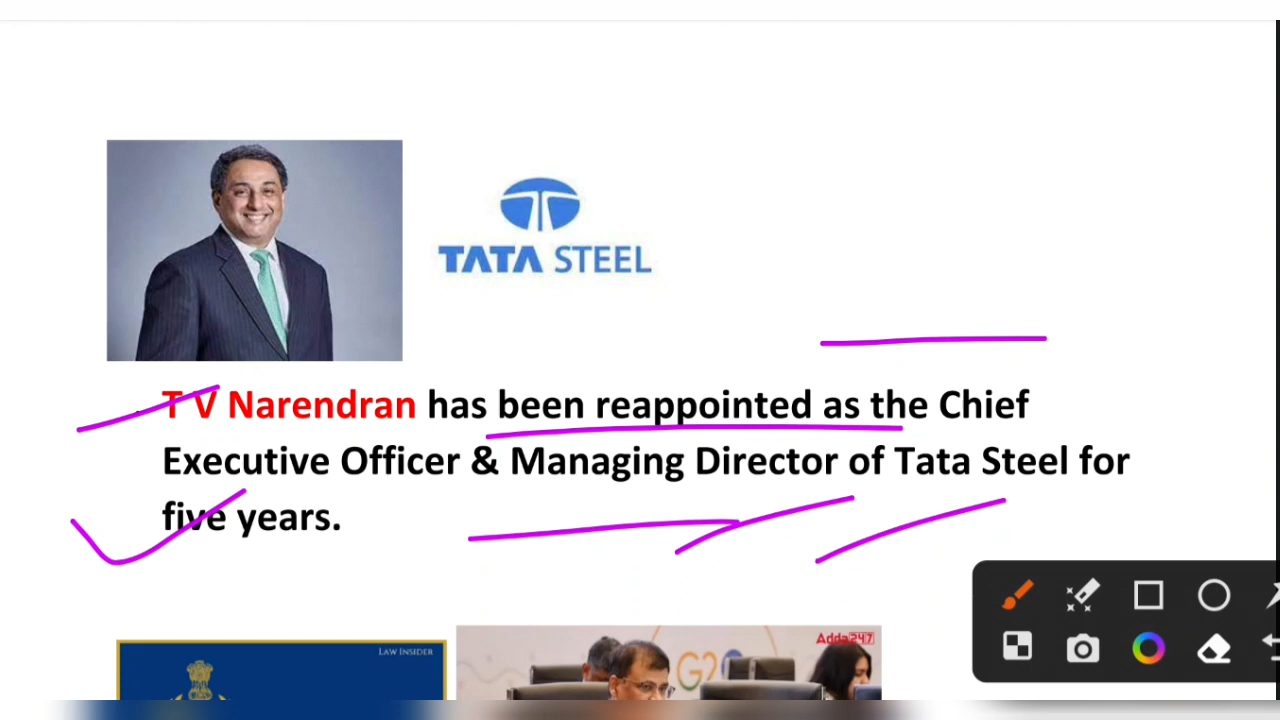 TATA STEEL
T V Narendran has been reappointed as the Chief
Executive Officer & Managing Director of Tata Steel for
five years.
LAW INSIDER
Adda247
G20